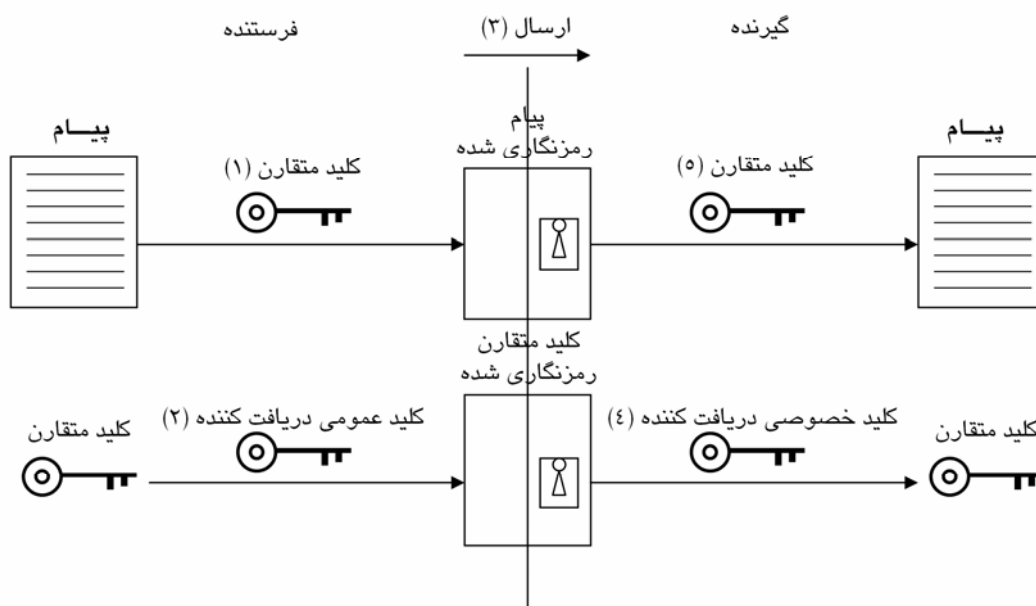 گیرنده
ارسال (۳)
فرستنده
پیـــام
پیام
رمزنگاری شده
پیـــام
کلید متقارن (۵)
کلید متقارن (۱)
کلید متقارن
رمزنگاری شده
کلید متقارن
کلید خصوصی دریافت کننده (۴)
کلید عمومی دریافت کننده (۲)
کلید متقارن